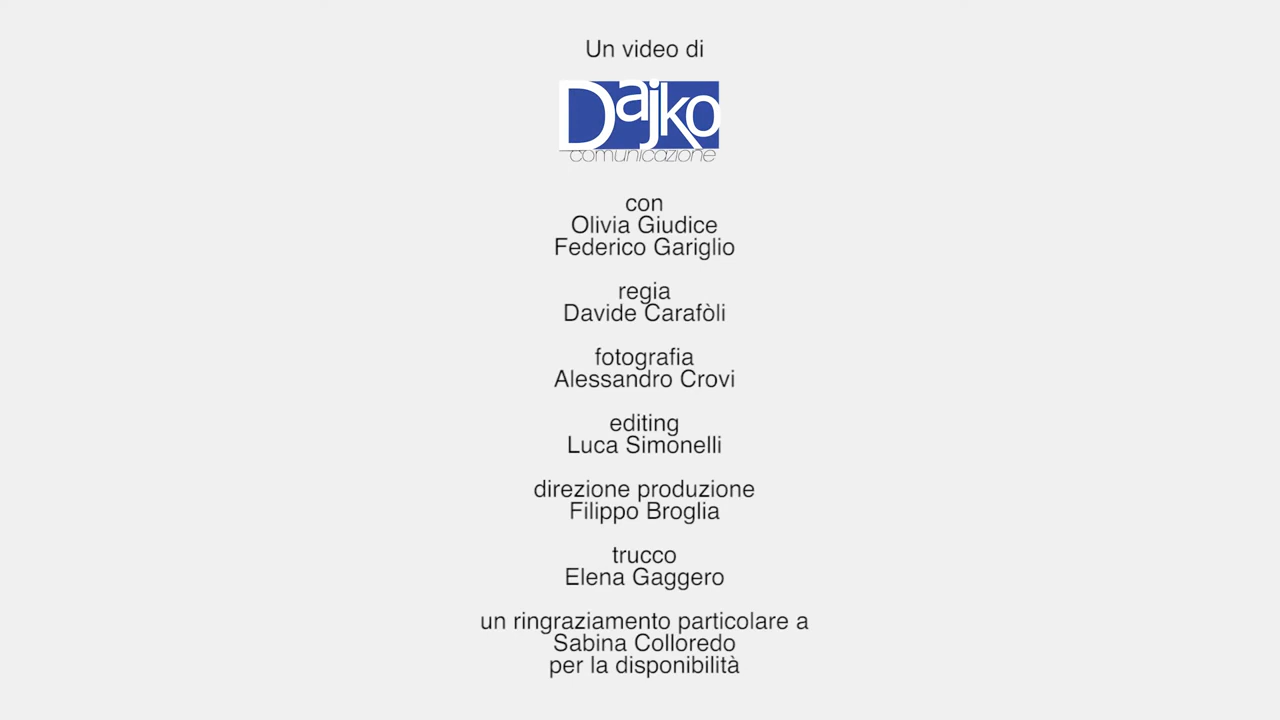 Un video di
Dajko
comunicazione
con
Olivia Giudice
Federico Gariglio
regia
Davide Carafòli
fotografia
Alessandro Crovi
editing
Luca Simonelli
direzione produzione
Filippo Broglia
trucco
Elena Gaggero
un ringraziamento particolare a
Sabina Colloredo
per la disponibilità